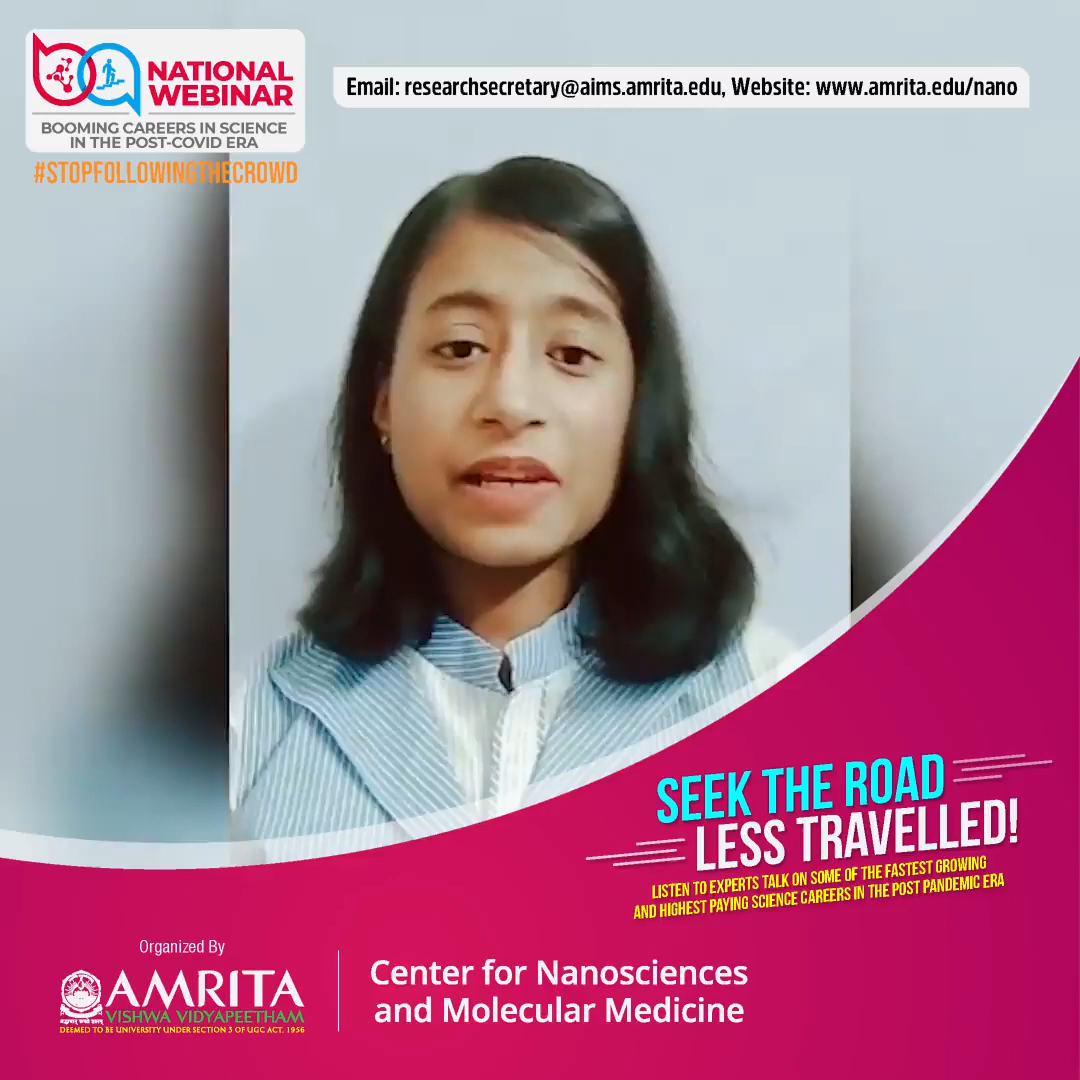 NATIONAL
WEBINAR
BOOMING CAREERS IN SCIENCE
IN THE POST-COVID ERA
#STOPFOLLOWINGTHECROWD
Email: researchsecretary@aims.amrita.edu, Website: www.amrita.edu/nano
SEEK THE ROAD
LESS TRAVELLED!
LISTEN TO EXPERTS TALK ON SOME OF THE FASTEST GROWING
AND HIGHEST PAYING SCIENCE CAREERS IN THE POST PANDEMIC ERA
Organized By
AMRITA
VISHWA VIDYAPEETHAM
DEEMED TO BE UNIVERSITY UNDER SECTION 3 OF UGC ACT. 1956
Center for Nanosciences
and Molecular Medicine